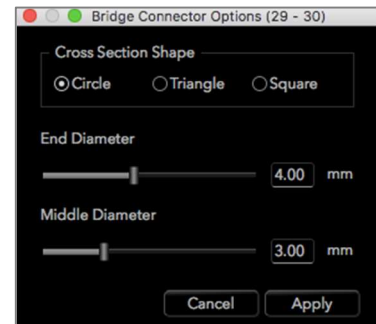 Bridge Connector Options (29 - 30)
Cross Section Shape
Circle Triangle Square
End Diameter
4.00 mm
Middle Diameter
3.00 mm
Cancel Apply